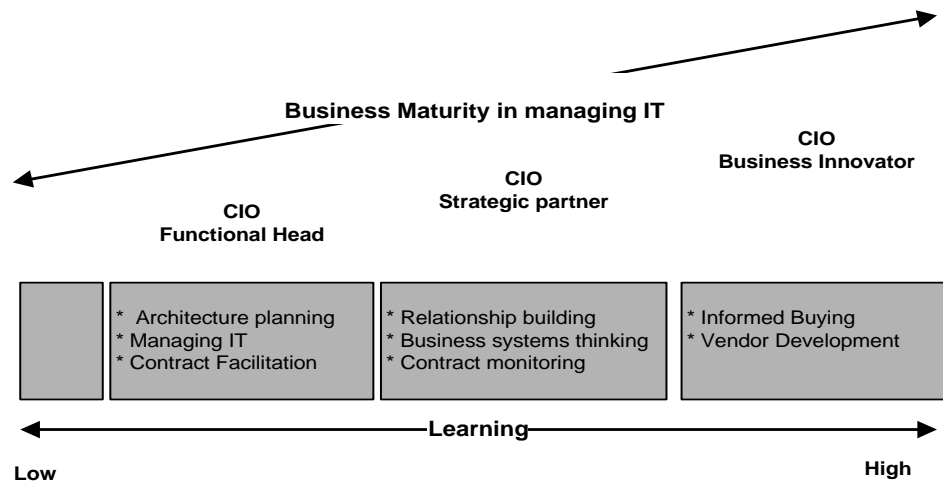 Business Maturity in managing IT
CIO
Business Innovator
CIO
Strategic partner
CIO
Functional Head
* Architecture planning
* Managing IT
* Contract Facilitation
* Relationship building
* Business systems thinking
* Contract monitoring
* Informed Buying
* Vendor Development
Learning
Low
High